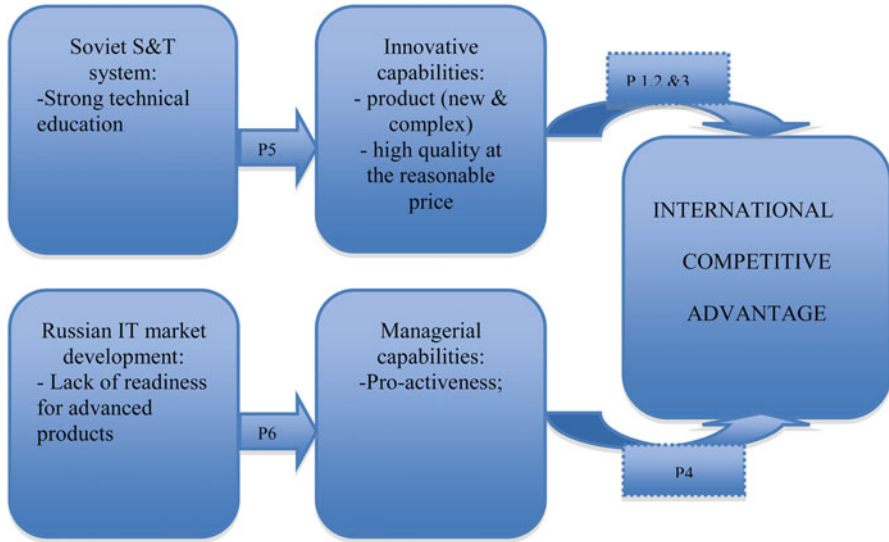 Soviet S&T
system:
-Strong technical
education
P5
Innovative
capabilities:
- product (new &
complex)
- high quality at
the reasonable
price
P 1,2 &3
INTERNATIONAL
COMPETITIVE
ADVANTAGE
Russian IT market
development:
- Lack of readiness
for advanced
products
P6
Managerial
capabilities:
-Pro-activeness;
P4